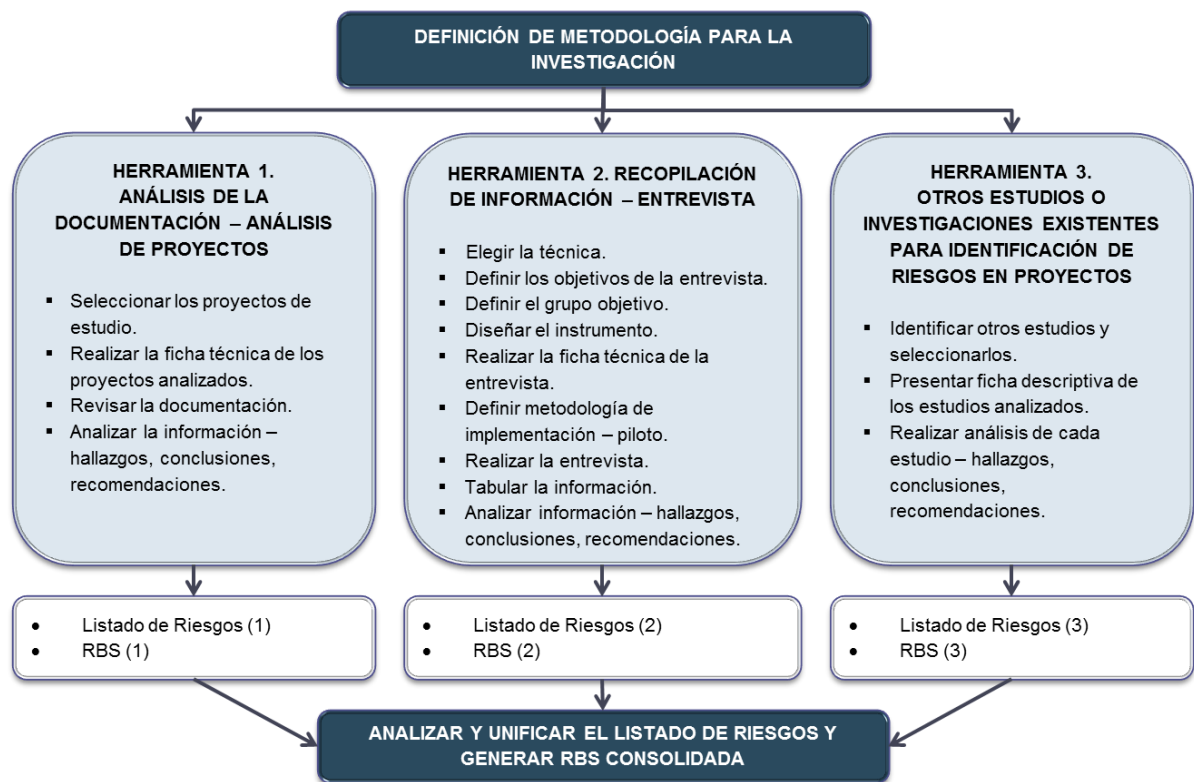 DEFINICIÓN DE METODOLOGÍA PARA LA
INVESTIGACIÓN
HERRAMIENTA 1.
ANÁLISIS DE LA
DOCUMENTACIÓN – ANÁLISIS
DE PROYECTOS
▪ Seleccionar los proyectos de
estudio.
▪ Realizar la ficha técnica de los
proyectos analizados.
▪ Revisar la documentación.
▪ Analizar la información –
hallazgos, conclusiones,
recomendaciones.
HERRAMIENTA 2. RECOPILACIÓN
DE INFORMACIÓN – ENTREVISTA
▪ Elegir la técnica.
▪ Definir los objetivos de la entrevista.
▪ Definir el grupo objetivo.
▪ Diseñar el instrumento.
▪ Realizar la ficha técnica de la
entrevista.
▪ Definir metodología de
implementación – piloto.
▪ Realizar la entrevista.
▪ Tabular la información.
▪ Analizar información – hallazgos,
conclusiones, recomendaciones.
HERRAMIENTA 3.
OTROS ESTUDIOS O
INVESTIGACIONES EXISTENTES
PARA IDENTIFICACIÓN DE
RIESGOS EN PROYECTOS
▪ Identificar otros estudios y
seleccionarlos.
▪ Presentar ficha descriptiva de
los estudios analizados.
▪ Realizar análisis de cada
estudio – hallazgos,
conclusiones,
recomendaciones.
• Listado de Riesgos (1)
• RBS (1)
• Listado de Riesgos (2)
• RBS (2)
• Listado de Riesgos (3)
• RBS (3)
ANALIZAR Y UNIFICAR EL LISTADO DE RIESGOS Y
GENERAR RBS CONSOLIDADA